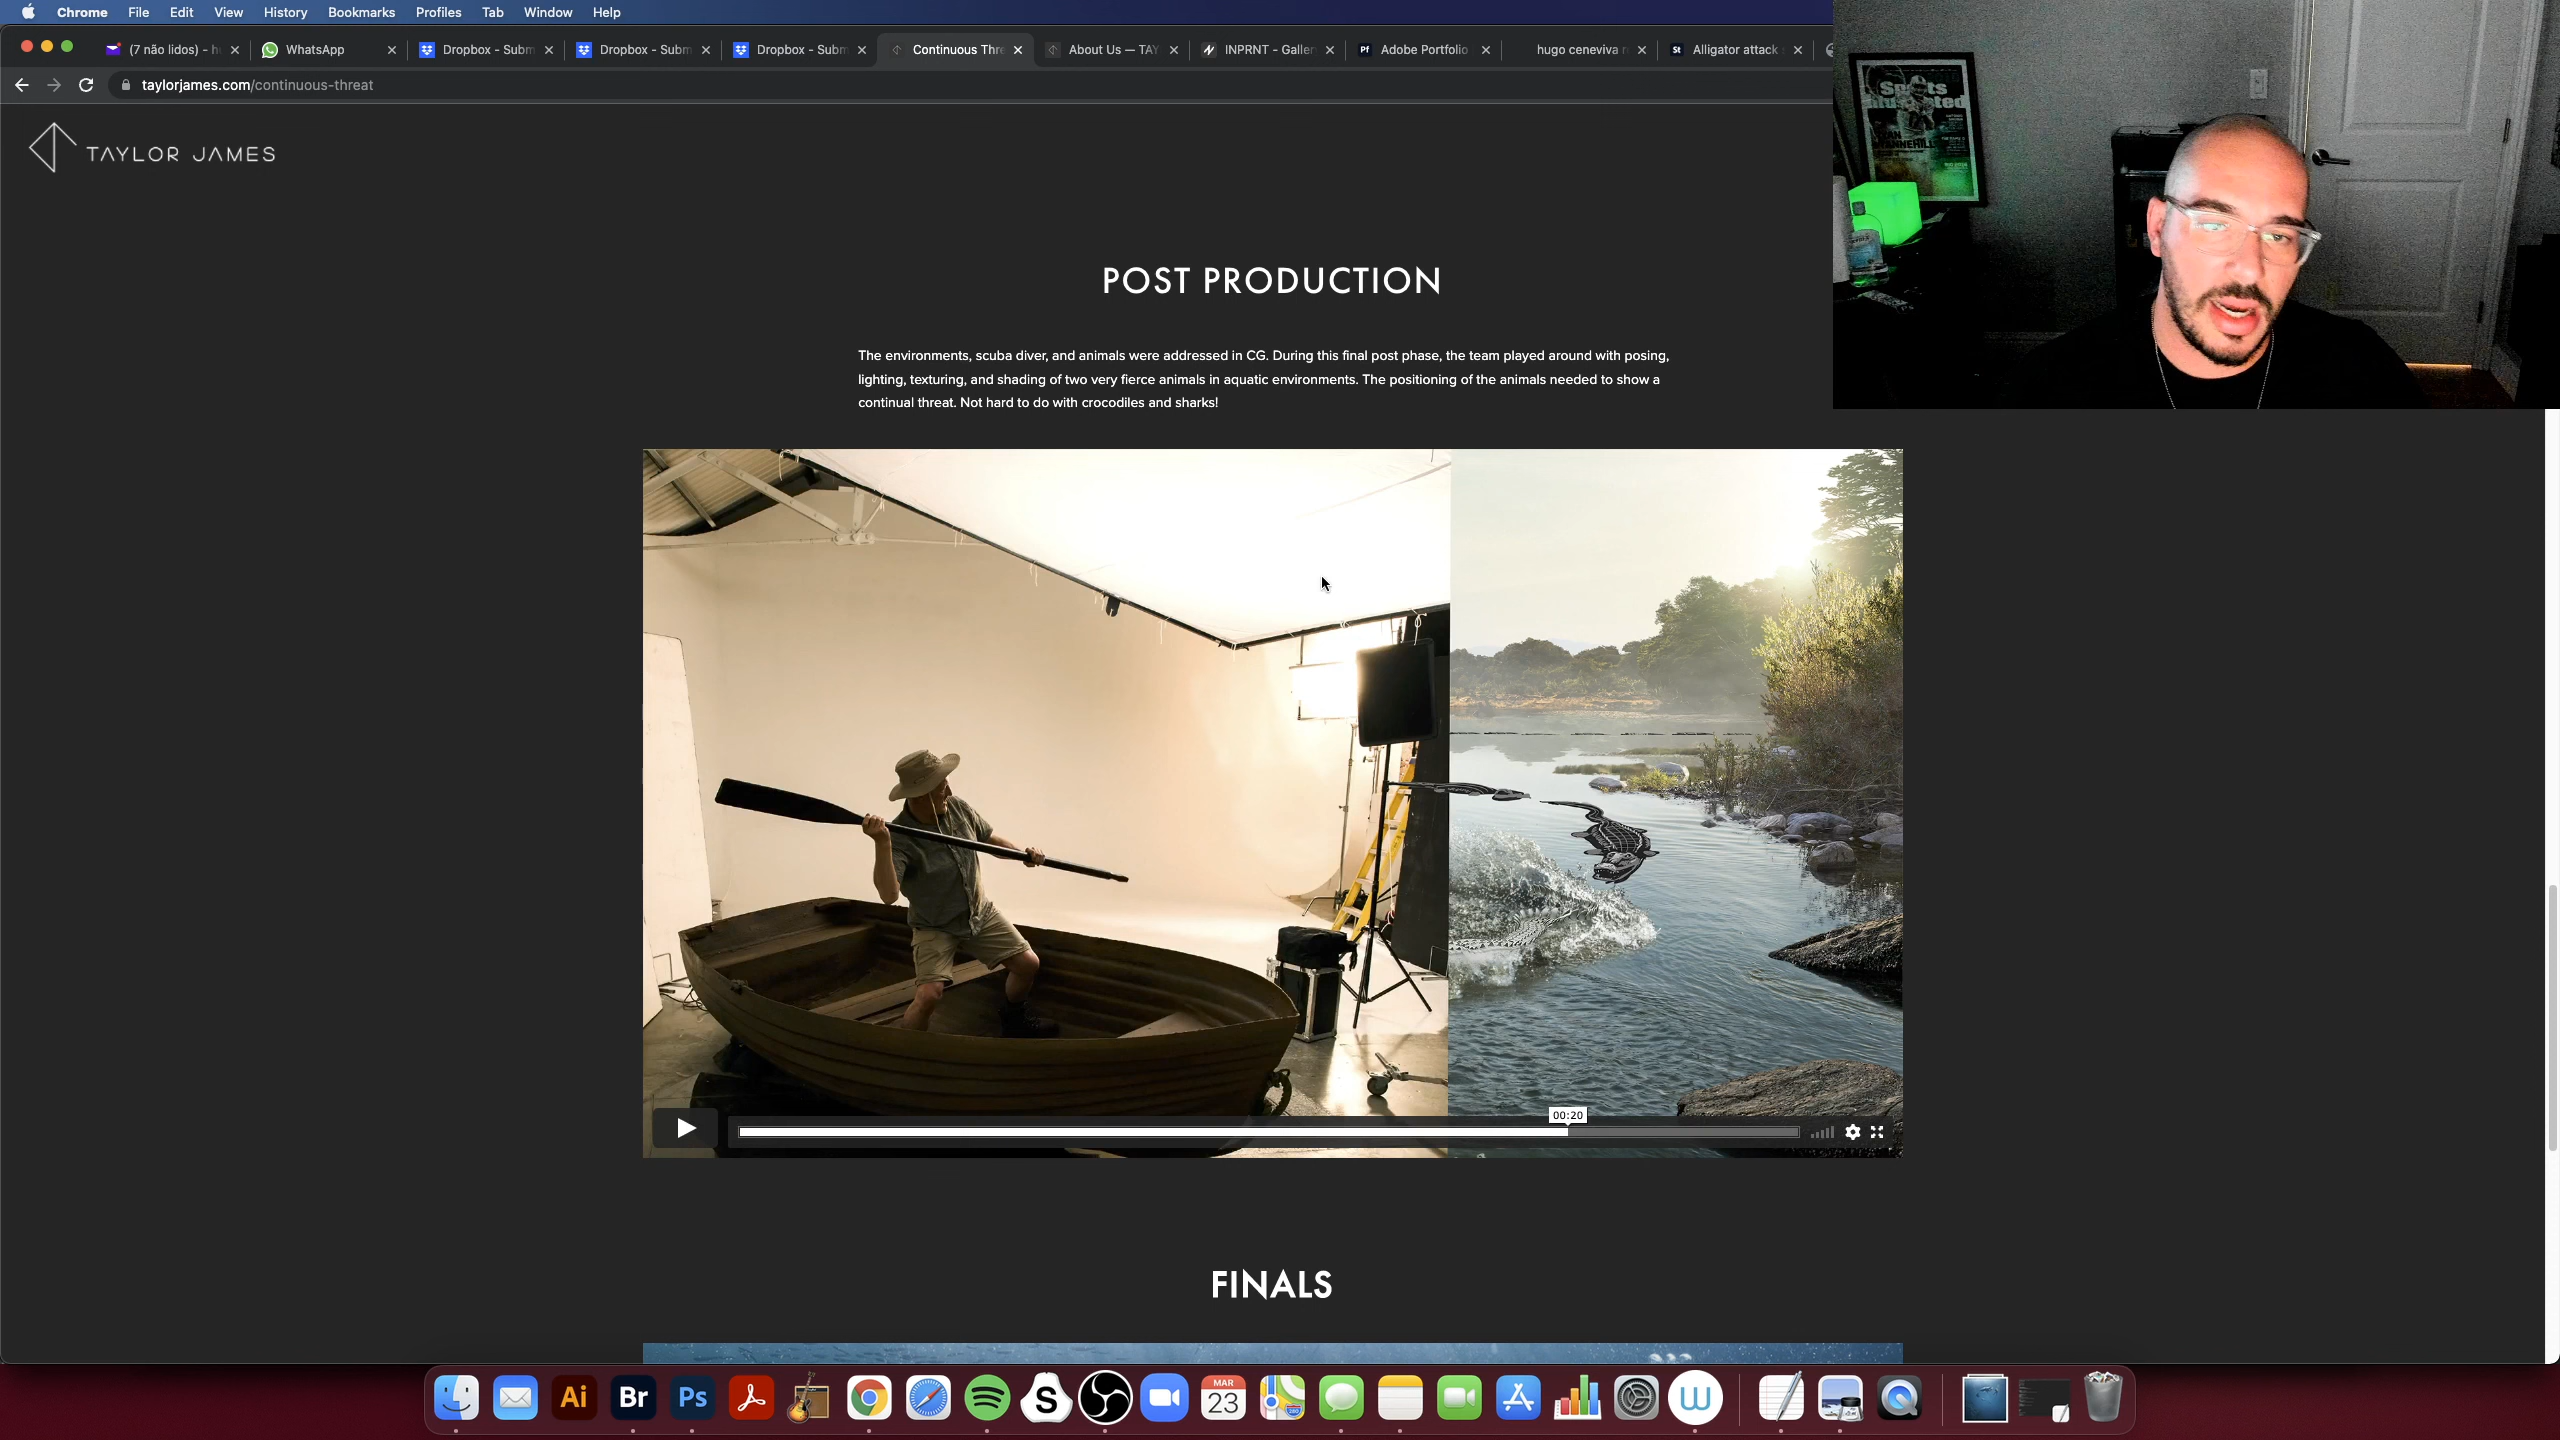 Chrome File Edit View History Bookmarks Profiles Tab Window Help
(7 não lidos) - h
WhatsApp
Dropbox - Subm
Dropbox - Subm
Dropbox - Subm
Continuous Thre
About Us — TAY
INPRNT - Galler
Adobe Portfolio
hugo ceneviva r
Alligator attack
taylorjames.com/continuous-threat
TAYLOR JAMES
POST PRODUCTION
The environments, scuba diver, and animals were addressed in CG. During this final post phase, the team played around with posing,
lighting, texturing, and shading of two very fierce animals in aquatic environments. The positioning of the animals needed to show a
continual threat. Not hard to do with crocodiles and sharks!
00:20
FINALS
Ai
Br
Ps
MAR
23